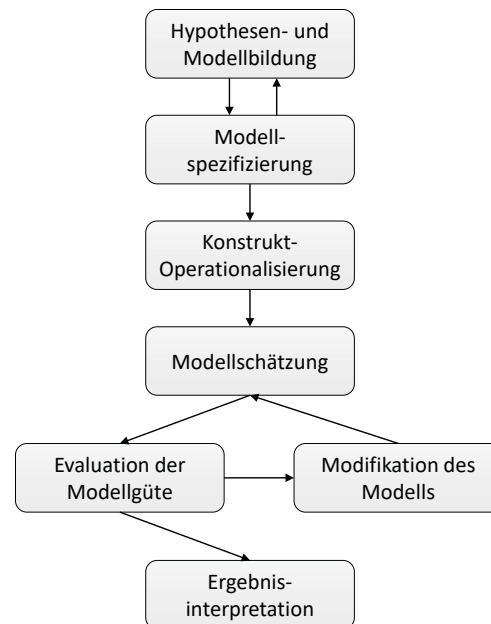 Hypothesen- und
Modellbildung
Modell-
spezifizierung
Konstrukt-
Operationalisierung
Modellschätzung
Evaluation der
Modellgüte
Modifikation des
Modells
Ergebnis-
interpretation